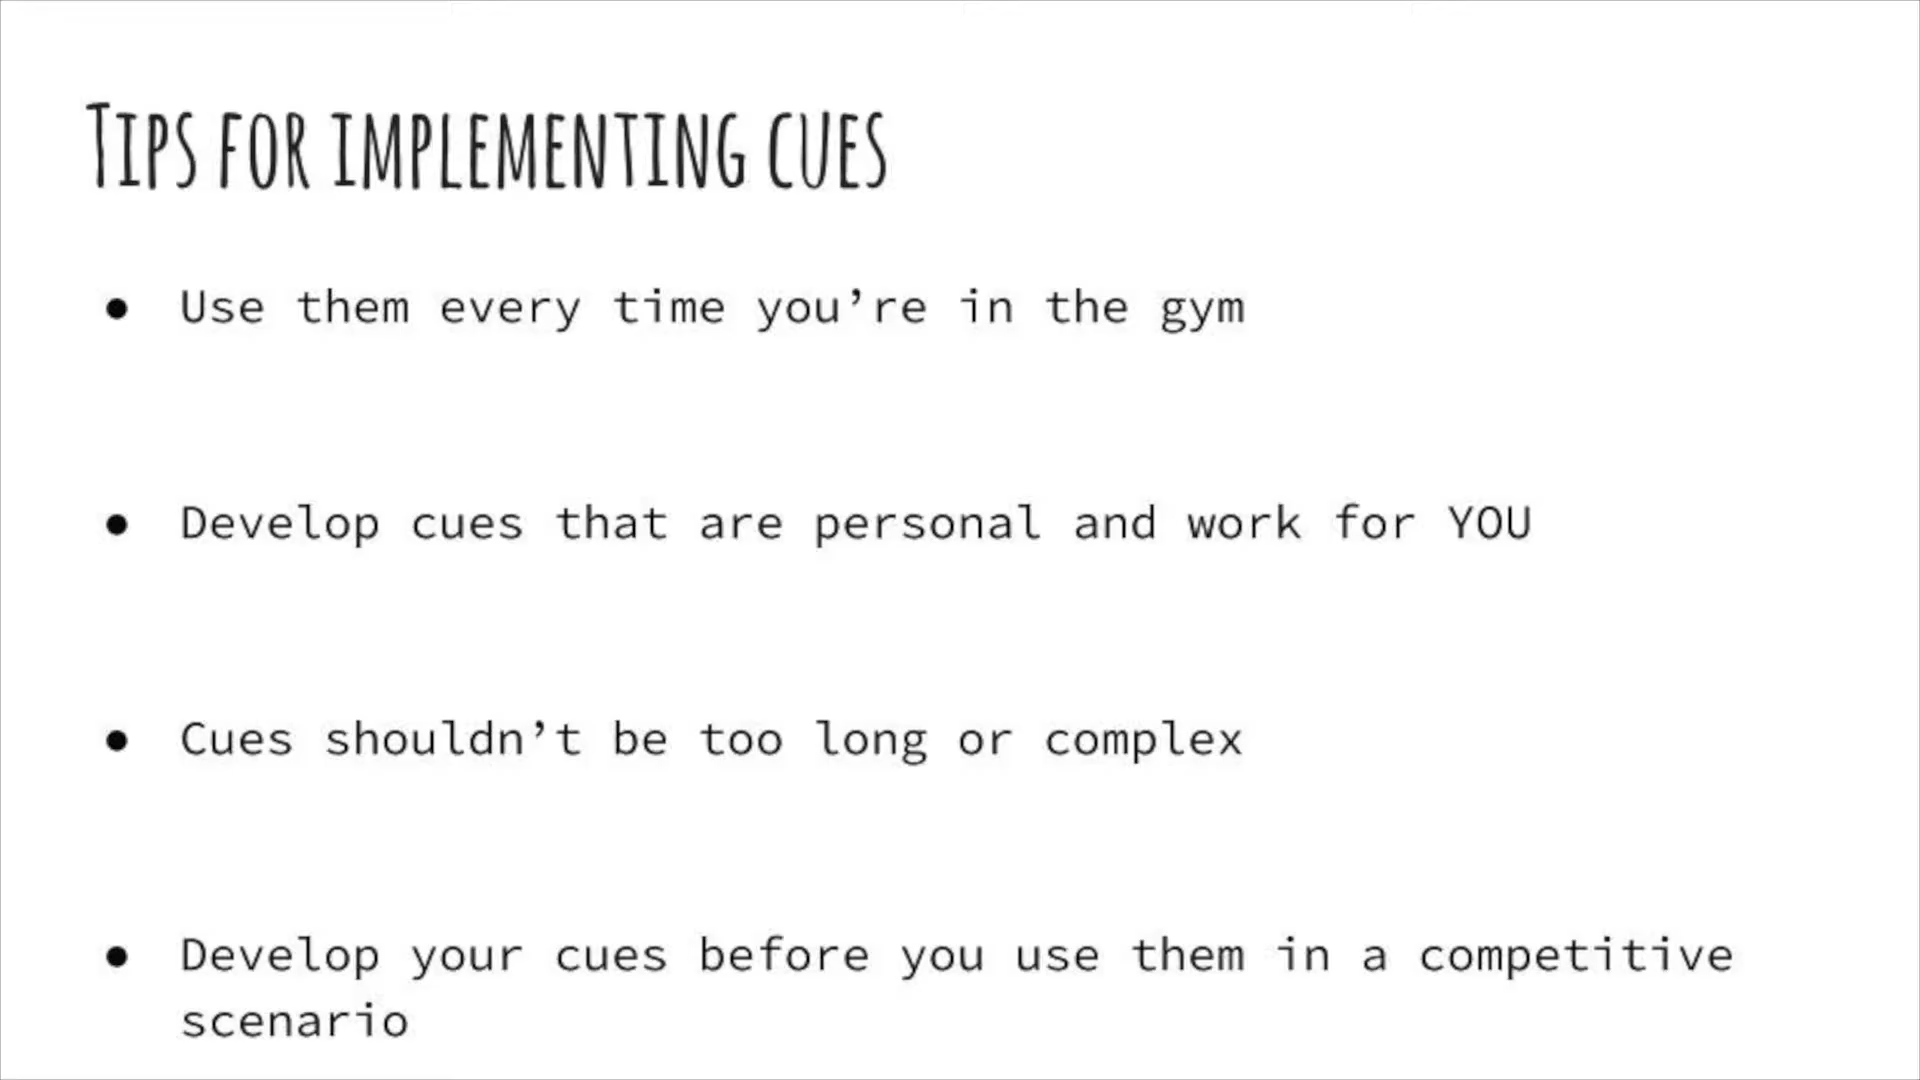 Tips for implementing cues
● Use them every time you’re in the gym
● Develop cues that are personal and work for YOU
● Cues shouldn’t be too long or complex
● Develop your cues before you use them in a competitive
scenario